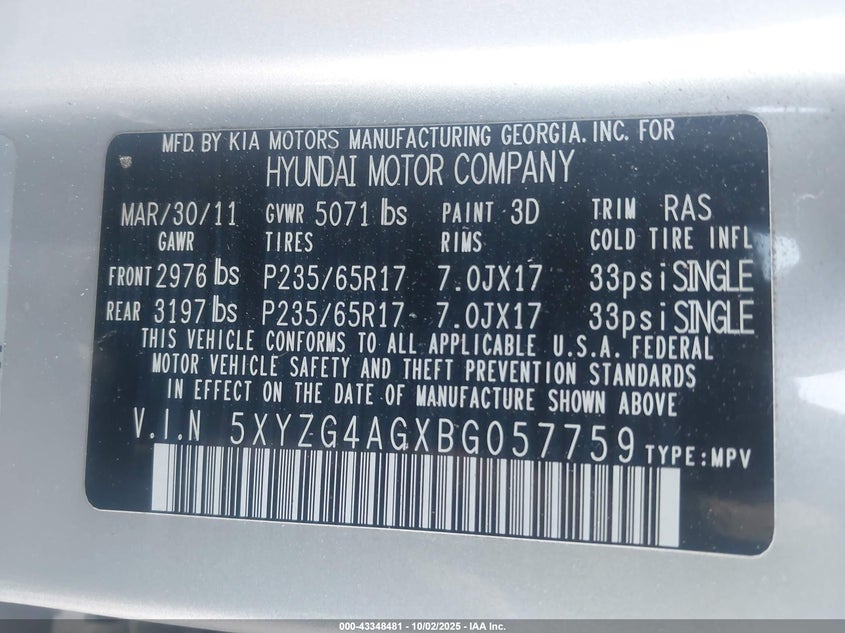 MFD. BY KIA MOTORS MANUFACTURING GEORGIA. INC. FOR
HYUNDAI MOTOR COMPANY
MAR/30/11 GVWR 5071 lbs PAINT 3D TRIM RAS
GAWR TIRES RIMS COLD TIRE INFL
FRONT 2976 lbs P235/65R17 7.0JX17 33psi SINGLE
REAR 3197 lbs P235/65R17 7.0JX17 33psi SINGLE
THIS VEHICLE CONFORMS TO ALL APPLICABLE U.S.A. FEDERAL
MOTOR VEHICLE SAFETY AND THEFT PREVENTION STANDARDS
IN EFFECT ON THE DATE OF MANUFACTURE SHOWN ABOVE
V.I.N 5XYZG4AGXBG057759 TYPE:MPV
000-43348481 - 10/02/2025 - IAA Inc.